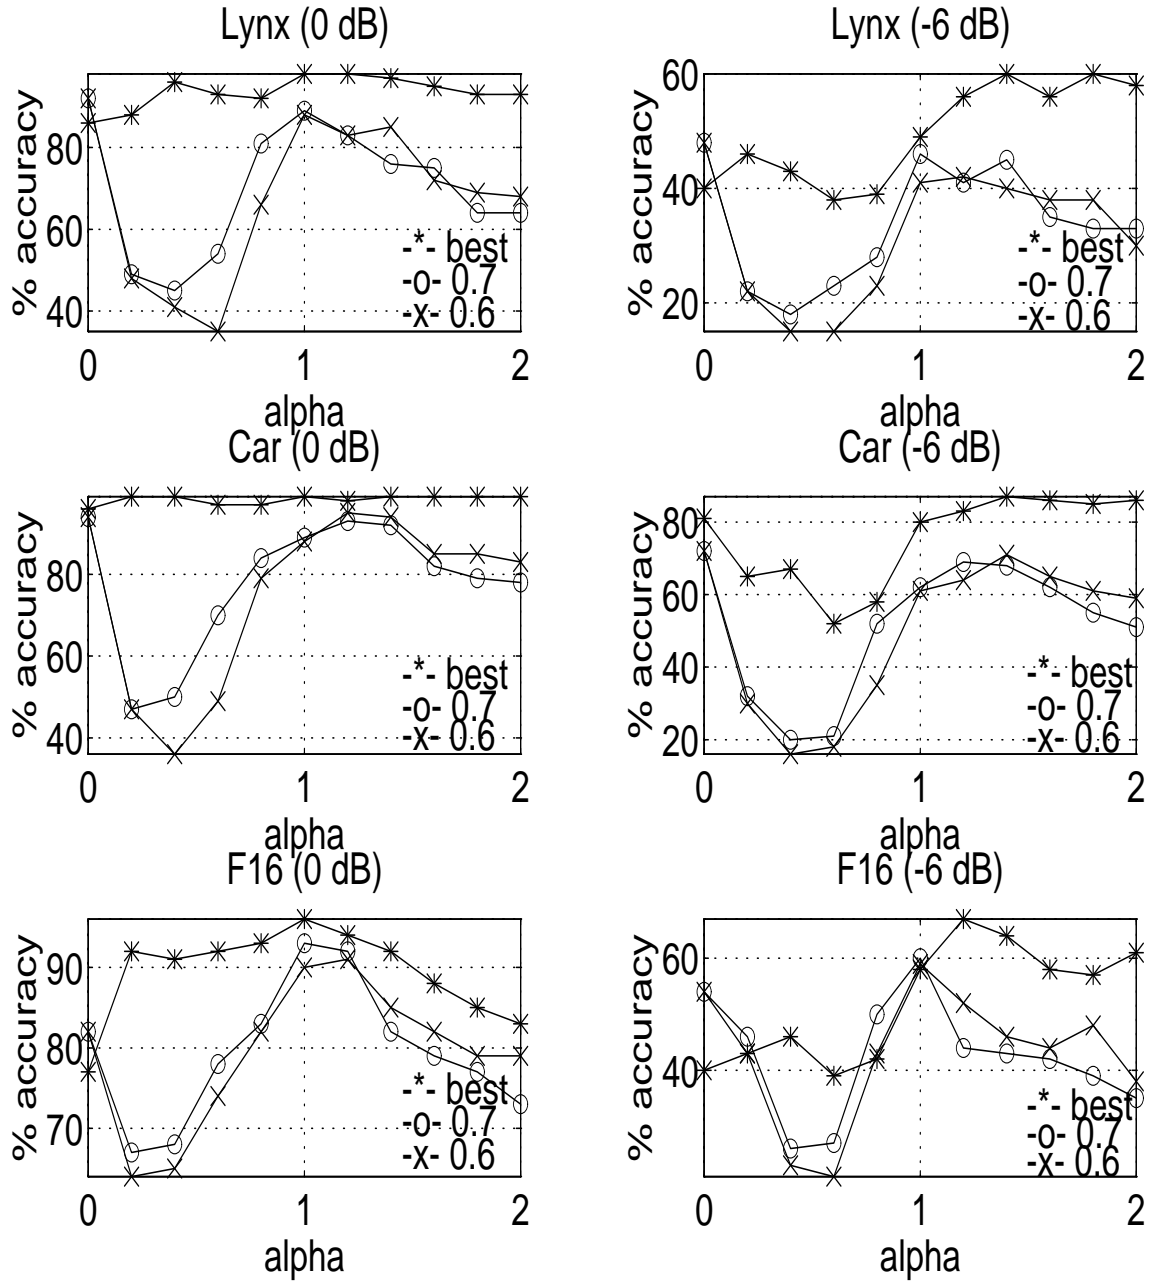 Lynx (0 dB)
% accuracy
80
60
40
-*- best
-o- 0.7
-x- 0.6
0 1 2
alpha
Lynx (-6 dB)
% accuracy
60
40
20
-*- best
-o- 0.7
-x- 0.6
0 1 2
alpha
Car (0 dB)
% accuracy
80
60
40
-*- best
-o- 0.7
-x- 0.6
0 1 2
alpha
Car (-6 dB)
% accuracy
80
60
40
20
-*- best
-o- 0.7
-x- 0.6
0 1 2
alpha
F16 (0 dB)
% accuracy
90
80
70
-*- best
-o- 0.7
-x- 0.6
0 1 2
alpha
F16 (-6 dB)
% accuracy
60
40
-*- best
-o- 0.7
-x- 0.6
0 1 2
alpha